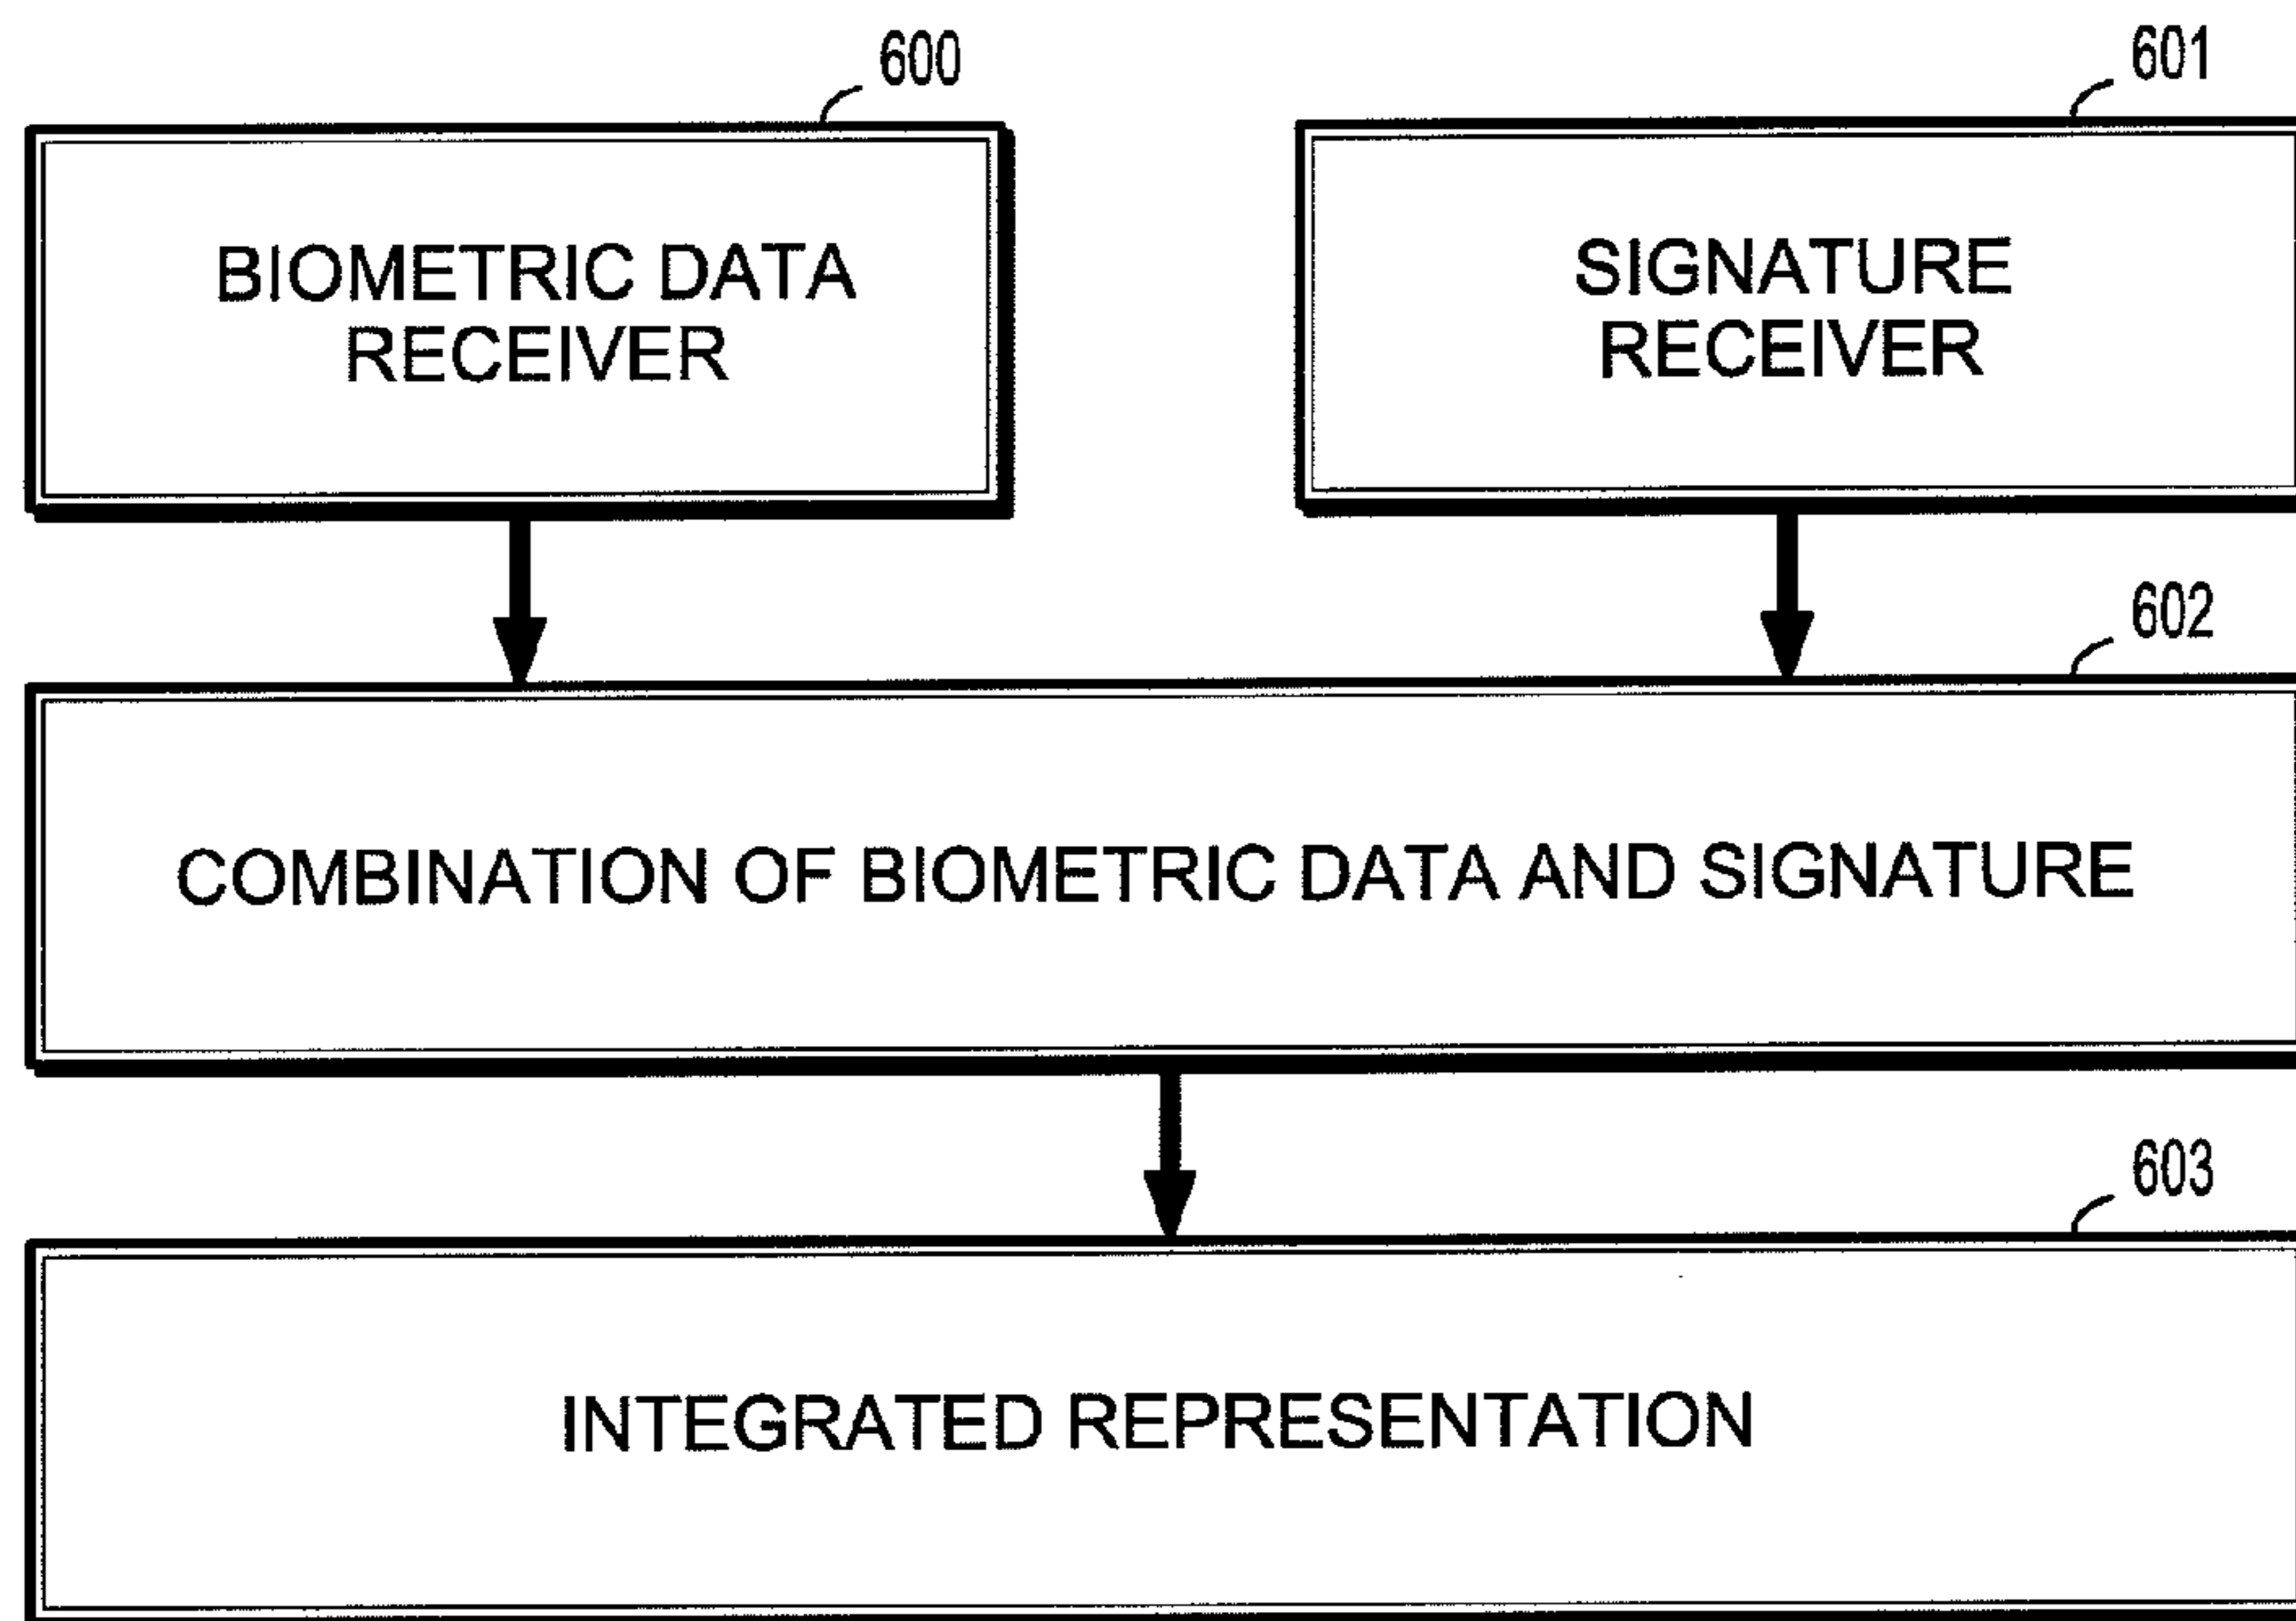 600
601
BIOMETRIC DATA
RECEIVER
SIGNATURE
RECEIVER
602
COMBINATION OF BIOMETRIC DATA AND SIGNATURE
603
INTEGRATED REPRESENTATION